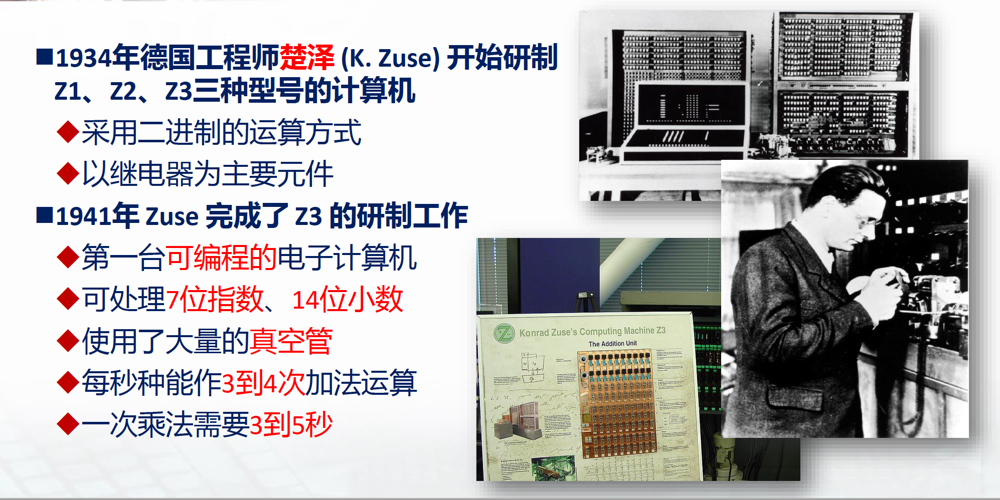 ■1934年德国工程师楚泽 (K. Zuse) 开始研制
Z1、Z2、Z3三种型号的计算机
◆采用二进制的运算方式
◆以继电器为主要元件
■1941年 Zuse 完成了 Z3 的研制工作
◆第一台可编程的电子计算机
◆可处理7位指数、14位小数
◆使用了大量的真空管
◆每秒种能作3到4次加法运算
◆一次乘法需要3到5秒
Z
Konrad Zuse's Computing Machine Z3
The Addition Unit